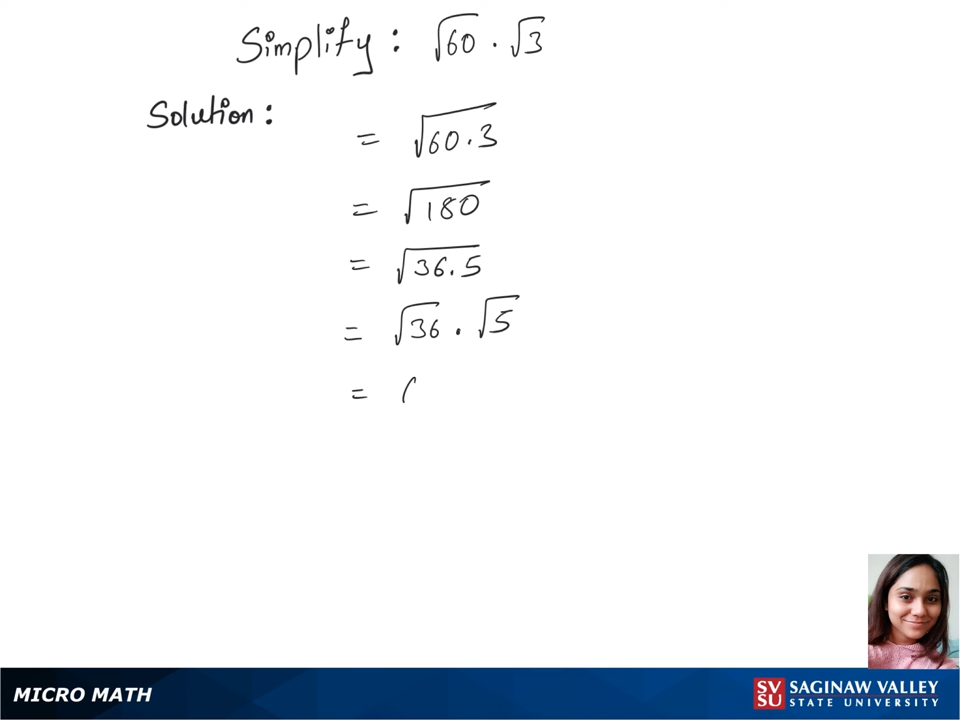 Simplify: √60 · √3
Solution:
= √60·3
= √180
= √36·5
= √36 · √5
=
MICRO MATH
SVSU SAGINAW VALLEY
STATE UNIVERSITY